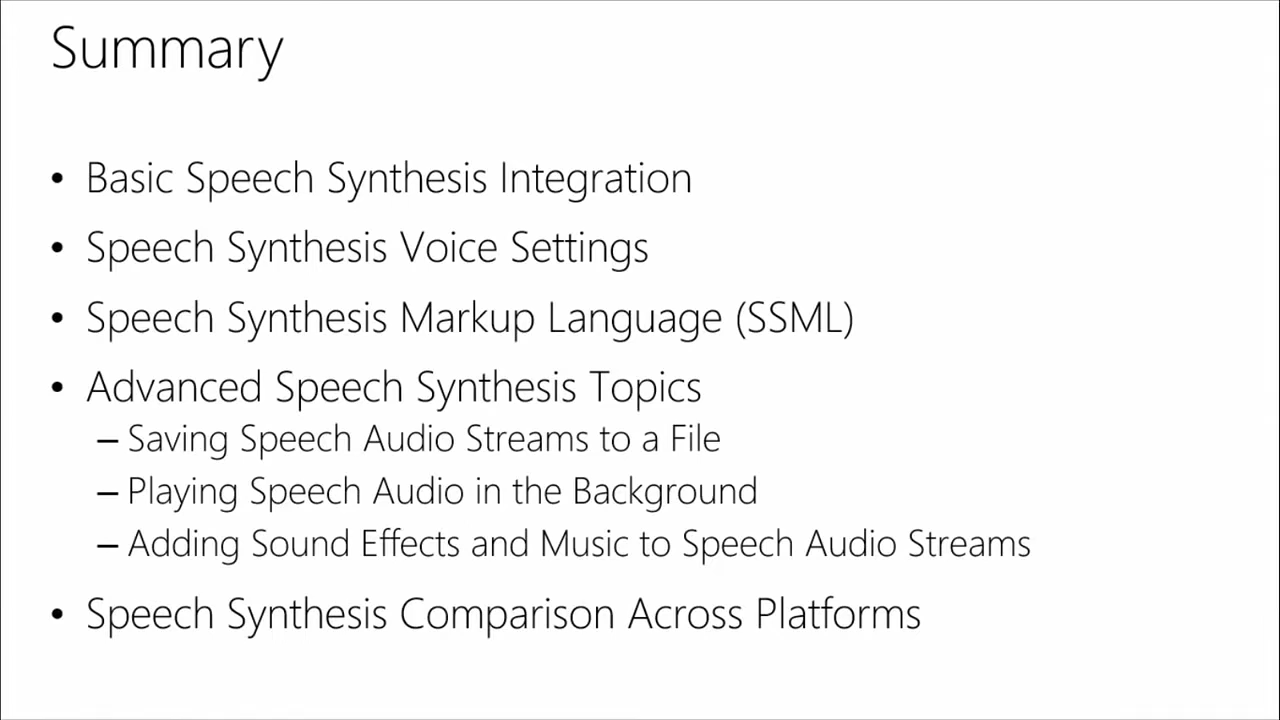 Summary
• Basic Speech Synthesis Integration
• Speech Synthesis Voice Settings
• Speech Synthesis Markup Language (SSML)
• Advanced Speech Synthesis Topics
– Saving Speech Audio Streams to a File
– Playing Speech Audio in the Background
– Adding Sound Effects and Music to Speech Audio Streams
• Speech Synthesis Comparison Across Platforms